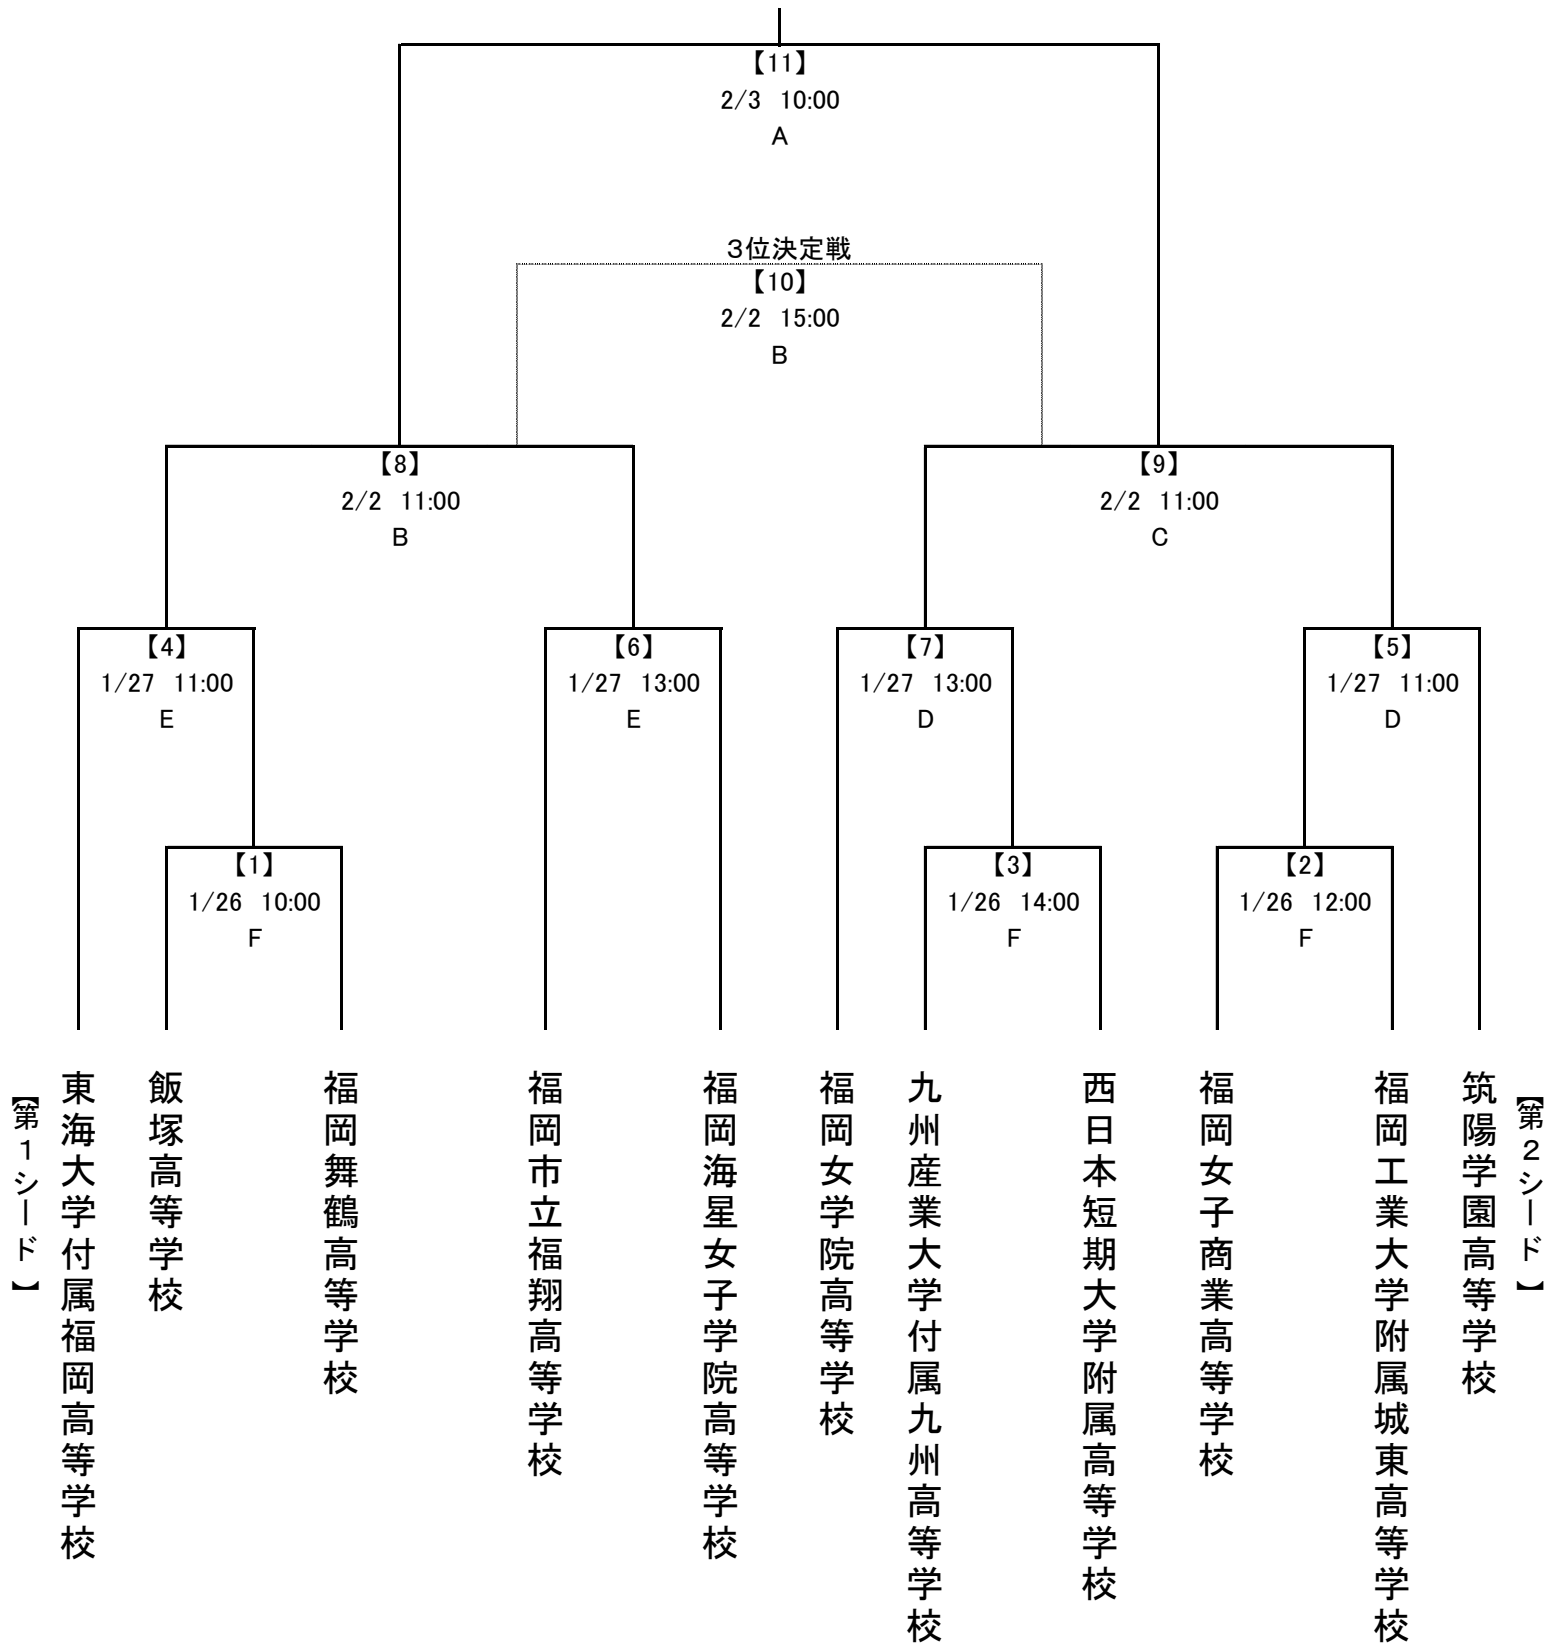 【11】
2/3 10:00
A
３位決定戦
【10】
2/2 15:00
B
【8】
2/2 11:00
B
【9】
2/2 11:00
C
【4】
1/27 11:00
E
【6】
1/27 13:00
E
【7】
1/27 13:00
D
【5】
1/27 11:00
D
【1】
1/26 10:00
F
【3】
1/26 14:00
F
【2】
1/26 12:00
F
【第１シード】
東海大学付属福岡高等学校
飯塚高等学校
福岡舞鶴高等学校
福岡市立福翔高等学校
福岡海星女子学院高等学校
福岡女学院高等学校
九州産業大学付属九州高等学校
西日本短期大学附属高等学校
福岡女子商業高等学校
福岡工業大学附属城東高等学校
筑陽学園高等学校
【第２シード】